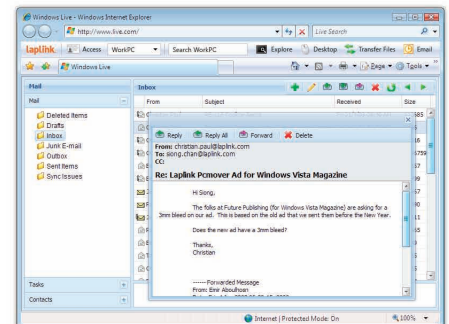 Windows Live - Windows Internet Explorer
http://www.live.com/
Live Search
Laplink
Access
WorkPC
Search WorkPC
Explore
Desktop
Transfer Files
Email
Windows Live
Page
Tools
Mail
Inbox
Mail
From
Subject
Received
Size
Deleted Items
Drafts
Inbox
Junk E-mail
Outbox
Sent Items
Sync Issues
Reply
Reply All
Forward
Delete
From: christian.paul@laplink.com
To: siong.chan@laplink.com
CC:
Re: Laplink Pcmover Ad for Windows Vista Magazine
Hi Siong,
The folks at Future Publishing (for Windows Vista Magazine) are asking for a
3mm bleed on our ad. This is based on the old ad that we sent them before the New Year.
Does the new ad have a 3mm bleed?
Thanks,
Christian
------Forwarded Message
From: Emir Aboulhosn
Tasks
Contacts
Internet | Protected Mode: On
100%